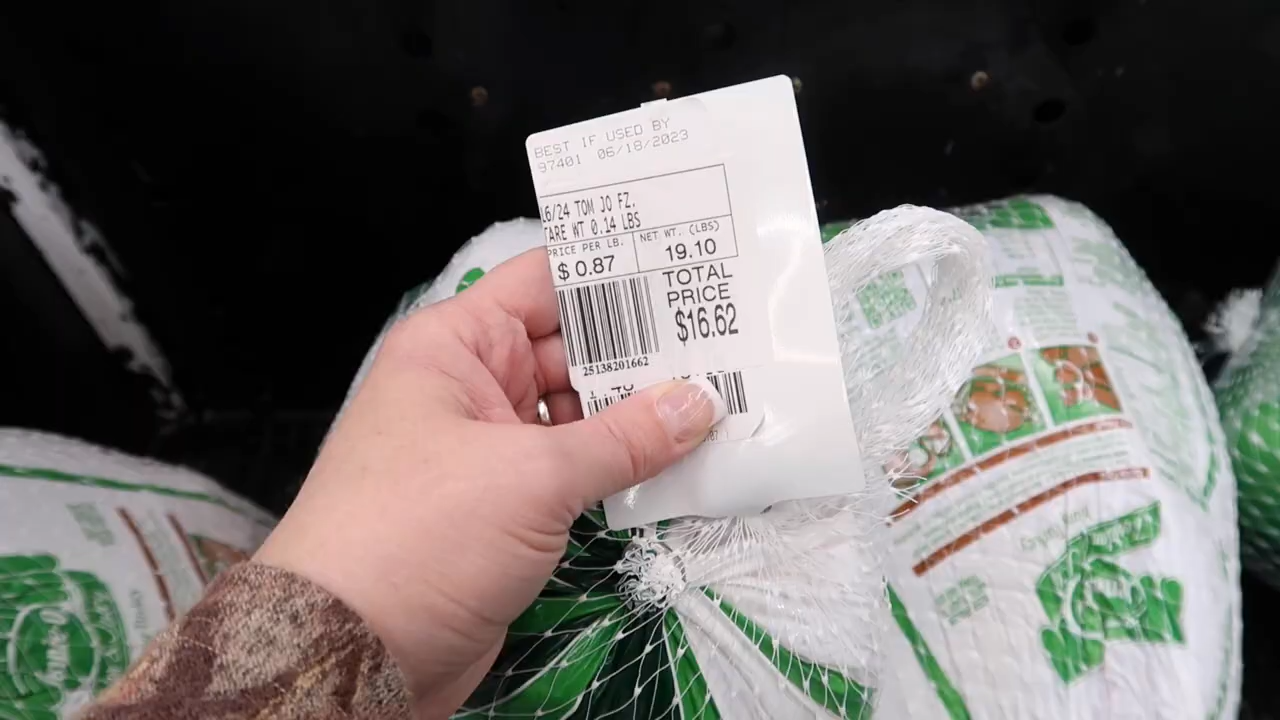 BEST IF USED BY
97401 06/18/2023
16/24 TOM JO FZ.
TARE WT 0.14 LBS
PRICE PER LB.
$ 0.87
NET WT. (LBS)
19.10
TOTAL
PRICE
$16.62
25138201662